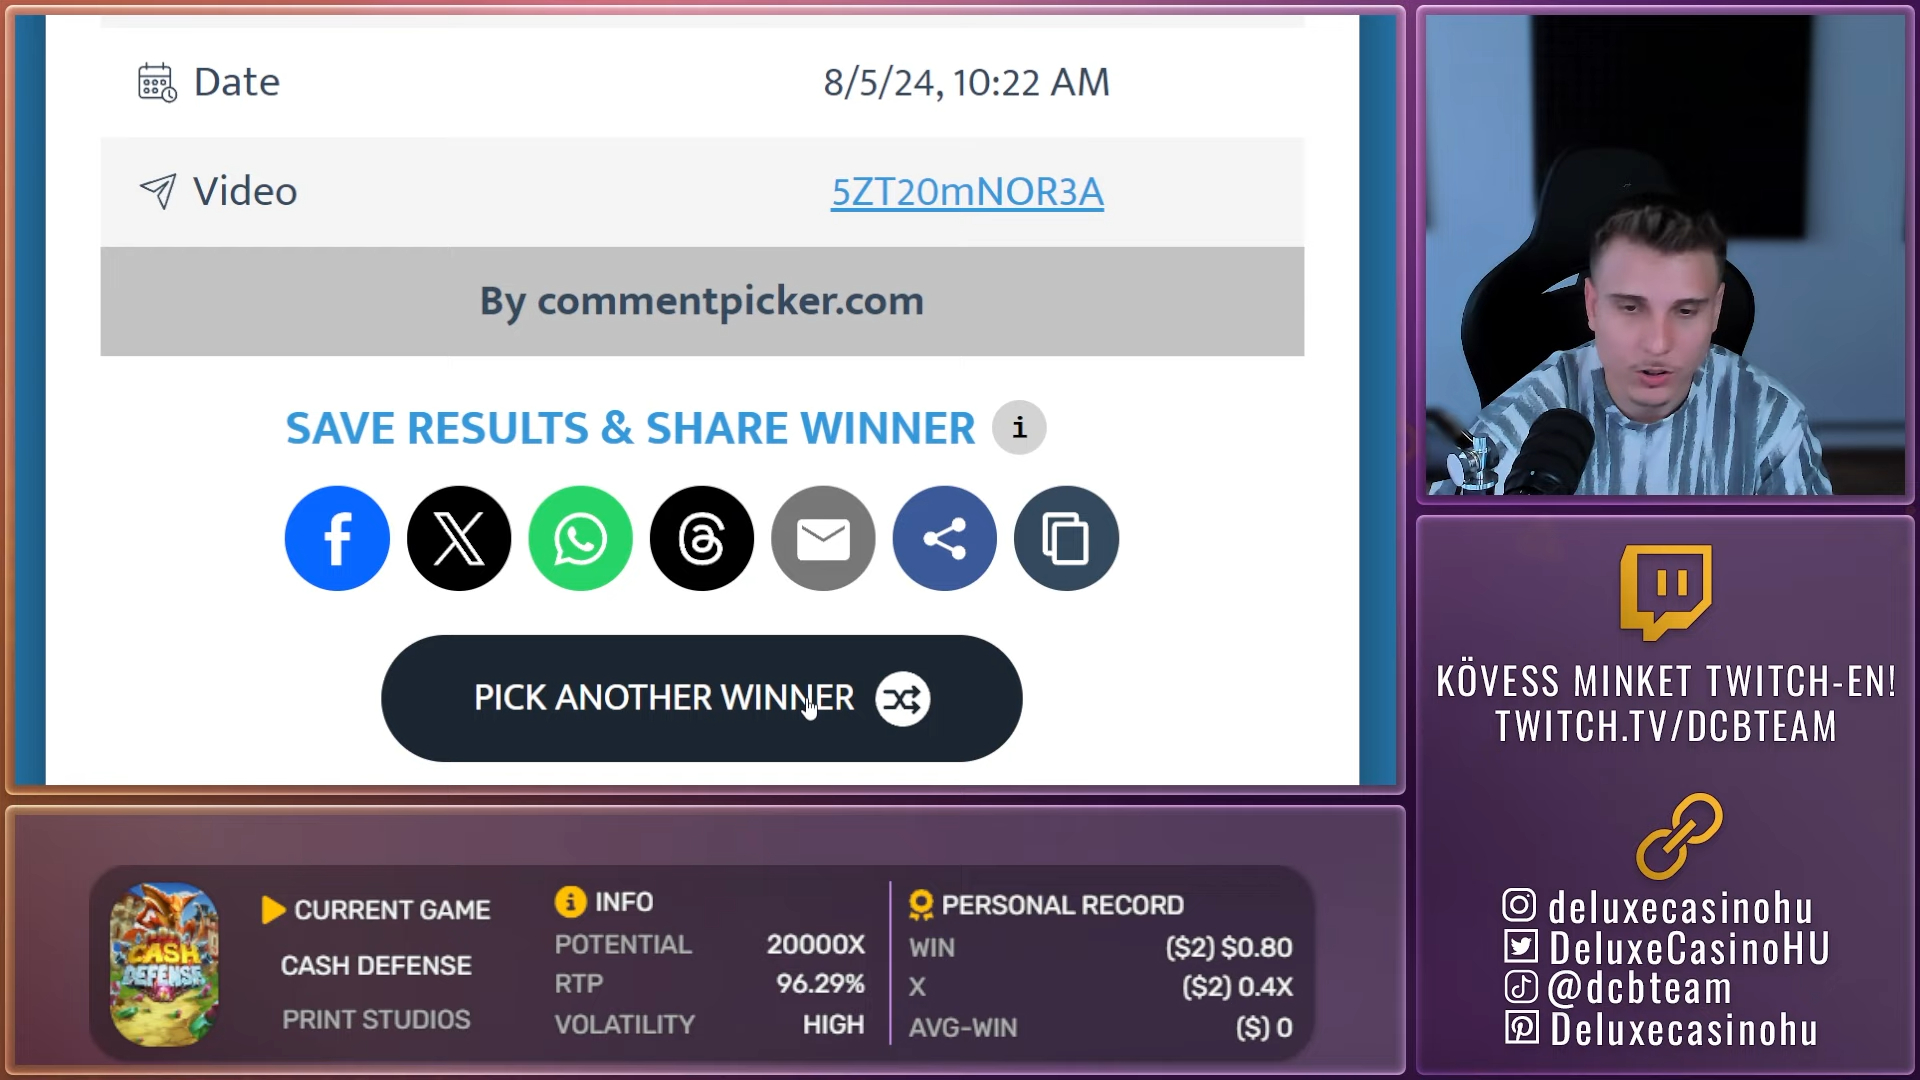 Date
8/5/24, 10:22 AM
Video
5ZT20mNOR3A
By commentpicker.com
SAVE RESULTS & SHARE WINNER i
PICK ANOTHER WINNER
KÖVESS MINKET TWITCH-EN!
TWITCH.TV/DCBTEAM
deluxecasinohu
DeluxeCasinoHU
@dcbteam
Deluxecasinohu
CASH
DEFENSE
CURRENT GAME
CASH DEFENSE
PRINT STUDIOS
INFO
POTENTIAL 20000X
RTP 96.29%
VOLATILITY HIGH
PERSONAL RECORD
WIN ($2) $0.80
X ($2) 0.4X
AVG-WIN ($) 0